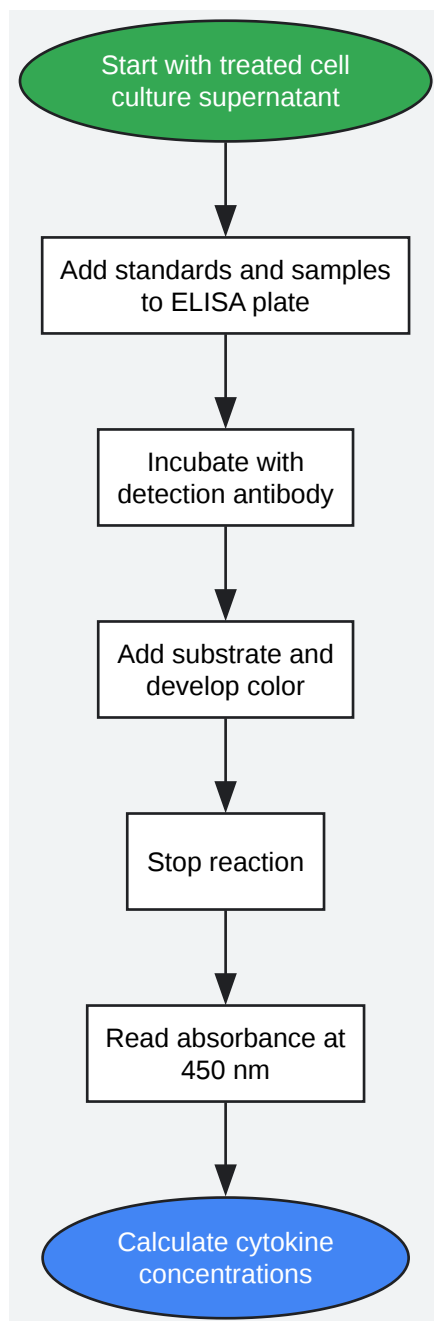 Start with treated cell
culture supernatant
Add standards and samples
to ELISA plate
Incubate with
detection antibody
Add substrate and
develop color
Stop reaction
Read absorbance at
450 nm
Calculate cytokine
concentrations